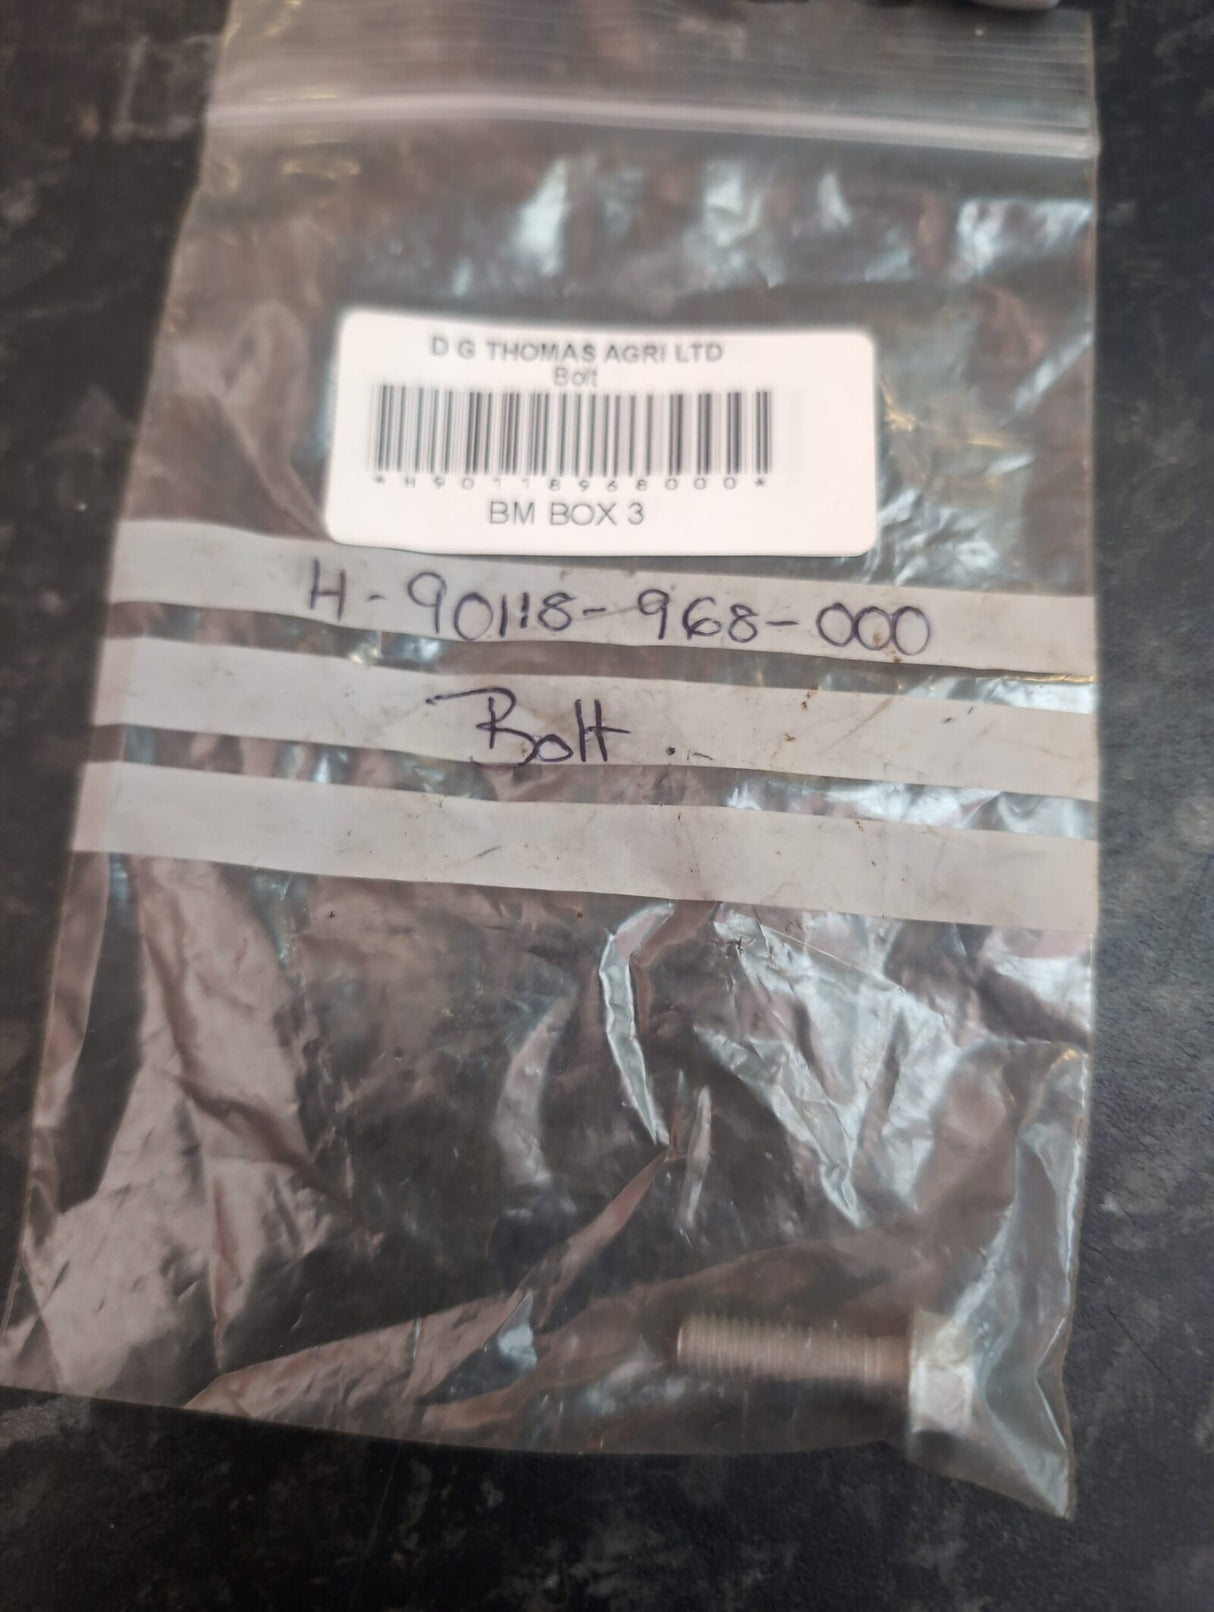 D G THOMAS AGRI LTD
Bolt
*H90118968000*
BM BOX 3
H-90118-968-000
Bolt.